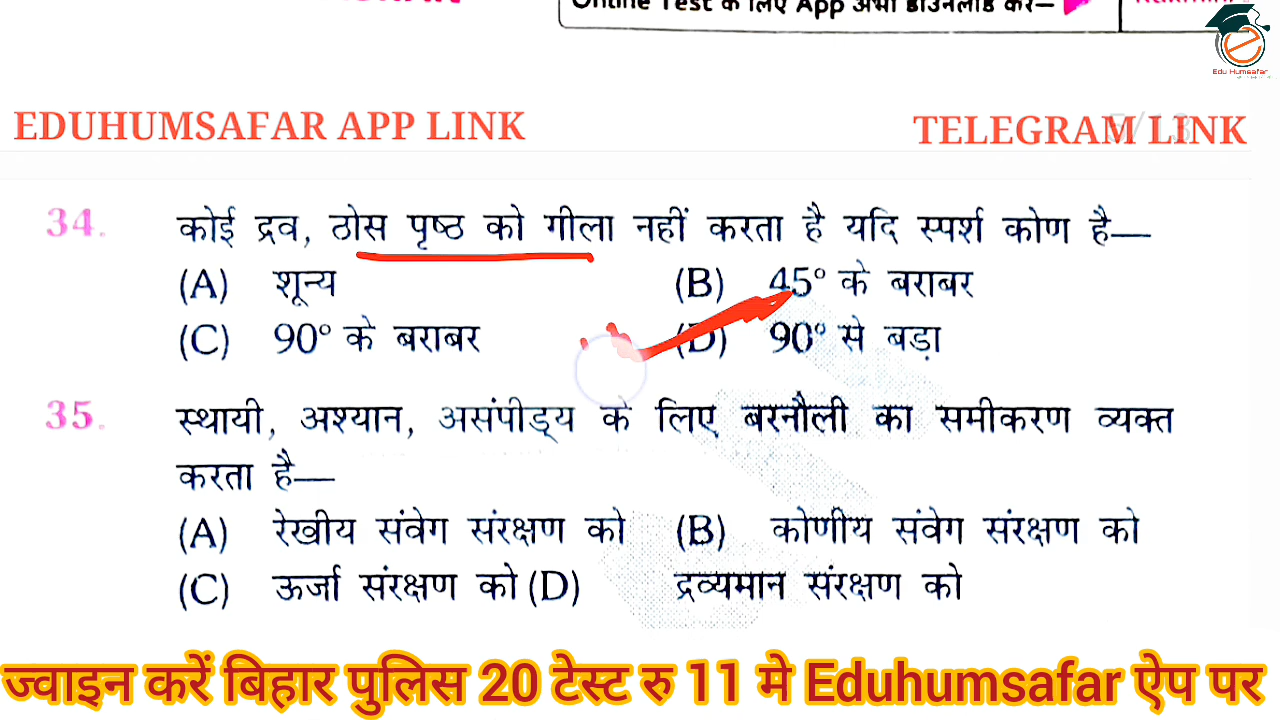 Online Test के लिए App अभी डाउनलोड करें—
Edu Humsafar
EDUHUMSAFAR APP LINK
TELEGRAM LINK
34. कोई द्रव, ठोस पृष्ठ को गीला नहीं करता है यदि स्पर्श कोण है—
(A) शून्य (B) 45° के बराबर
(C) 90° के बराबर (D) 90° से बड़ा
35. स्थायी, अश्यान, असंपीड्य के लिए बरनौली का समीकरण व्यक्त
करता है—
(A) रेखीय संवेग संरक्षण को (B) कोणीय संवेग संरक्षण को
(C) ऊर्जा संरक्षण को (D) द्रव्यमान संरक्षण को
ज्वाइन करें बिहार पुलिस 20 टेस्ट रु 11 मे Eduhumsafar ऐप पर